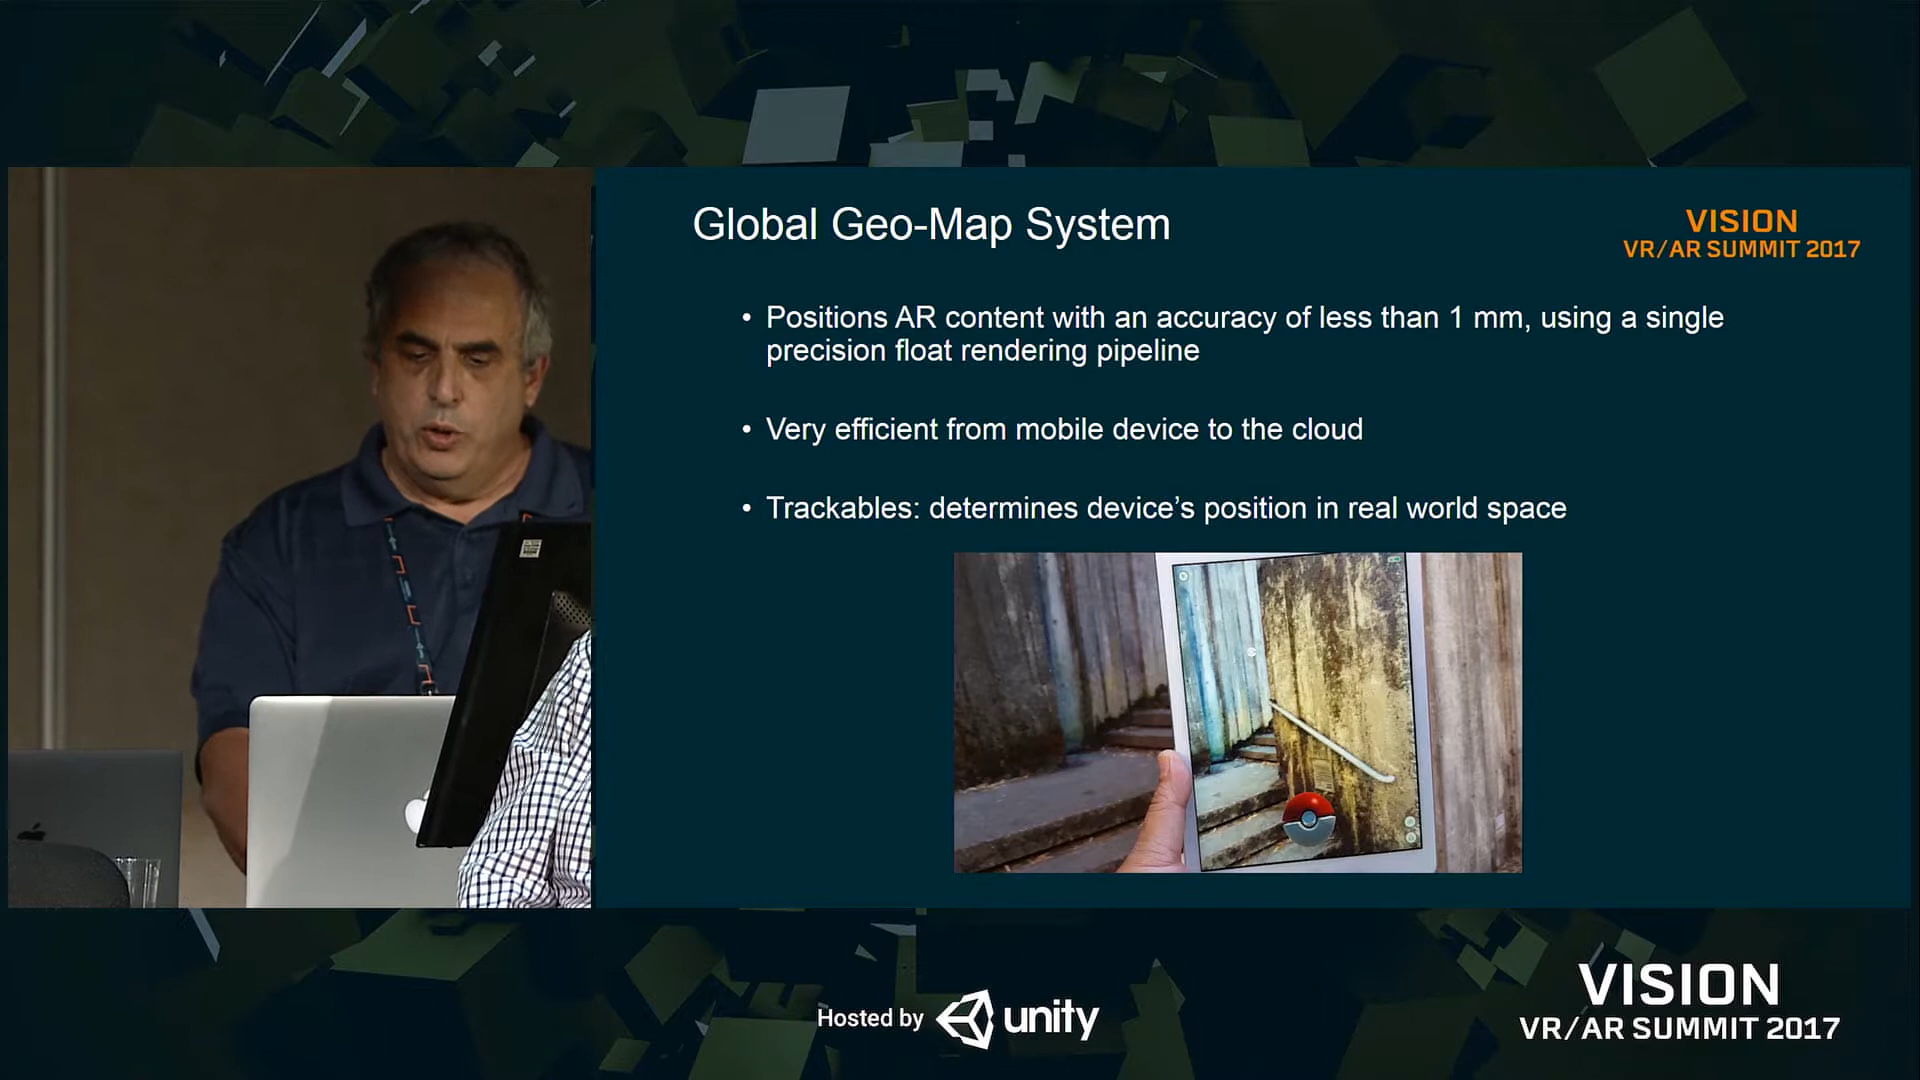 Global Geo-Map System
VISION
VR/AR SUMMIT 2017
• Positions AR content with an accuracy of less than 1 mm, using a single
precision float rendering pipeline
• Very efficient from mobile device to the cloud
• Trackables: determines device’s position in real world space
Hosted by unity
VISION
VR/AR SUMMIT 2017